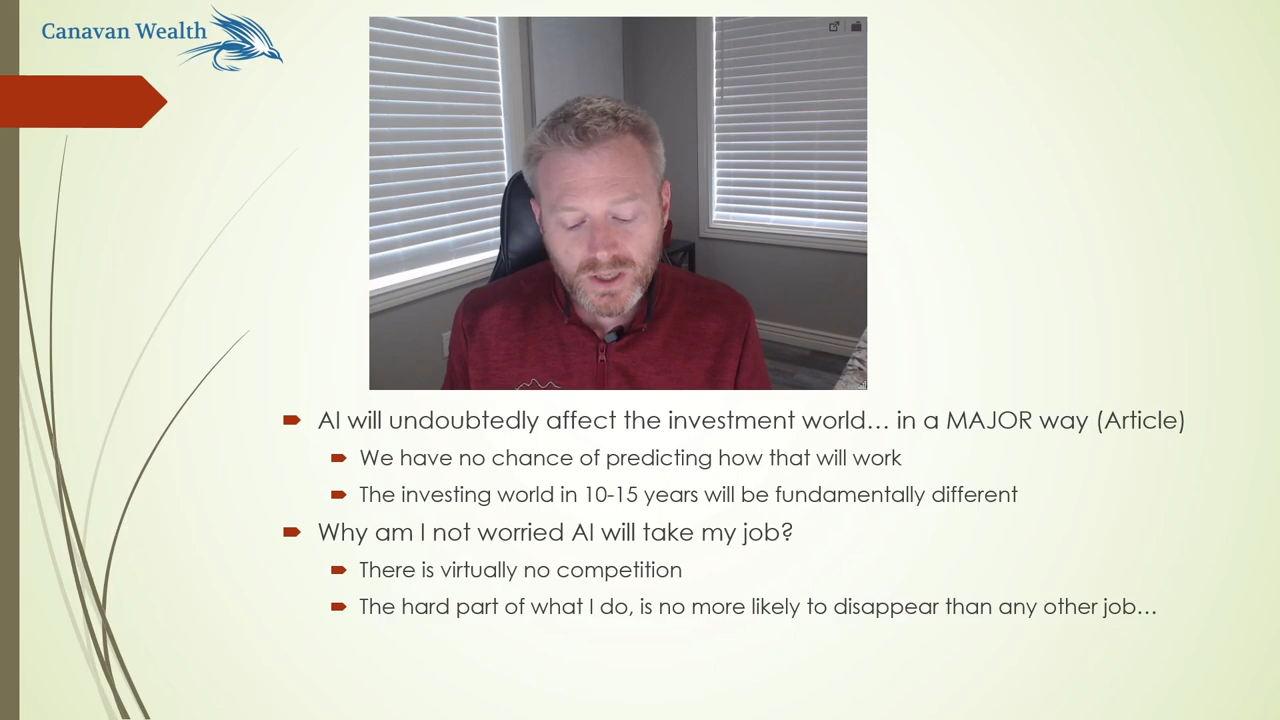 Canavan Wealth
AI will undoubtedly affect the investment world… in a MAJOR way (Article)
We have no chance of predicting how that will work
The investing world in 10-15 years will be fundamentally different
Why am I not worried AI will take my job?
There is virtually no competition
The hard part of what I do, is no more likely to disappear than any other job…